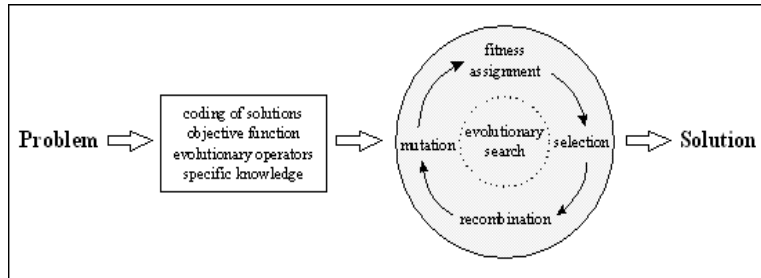 Problem
coding of solutions
objective function
evolutionary operators
specific knowledge
fitness
assignment
mutation
evolutionary
search
selection
recombination
Solution